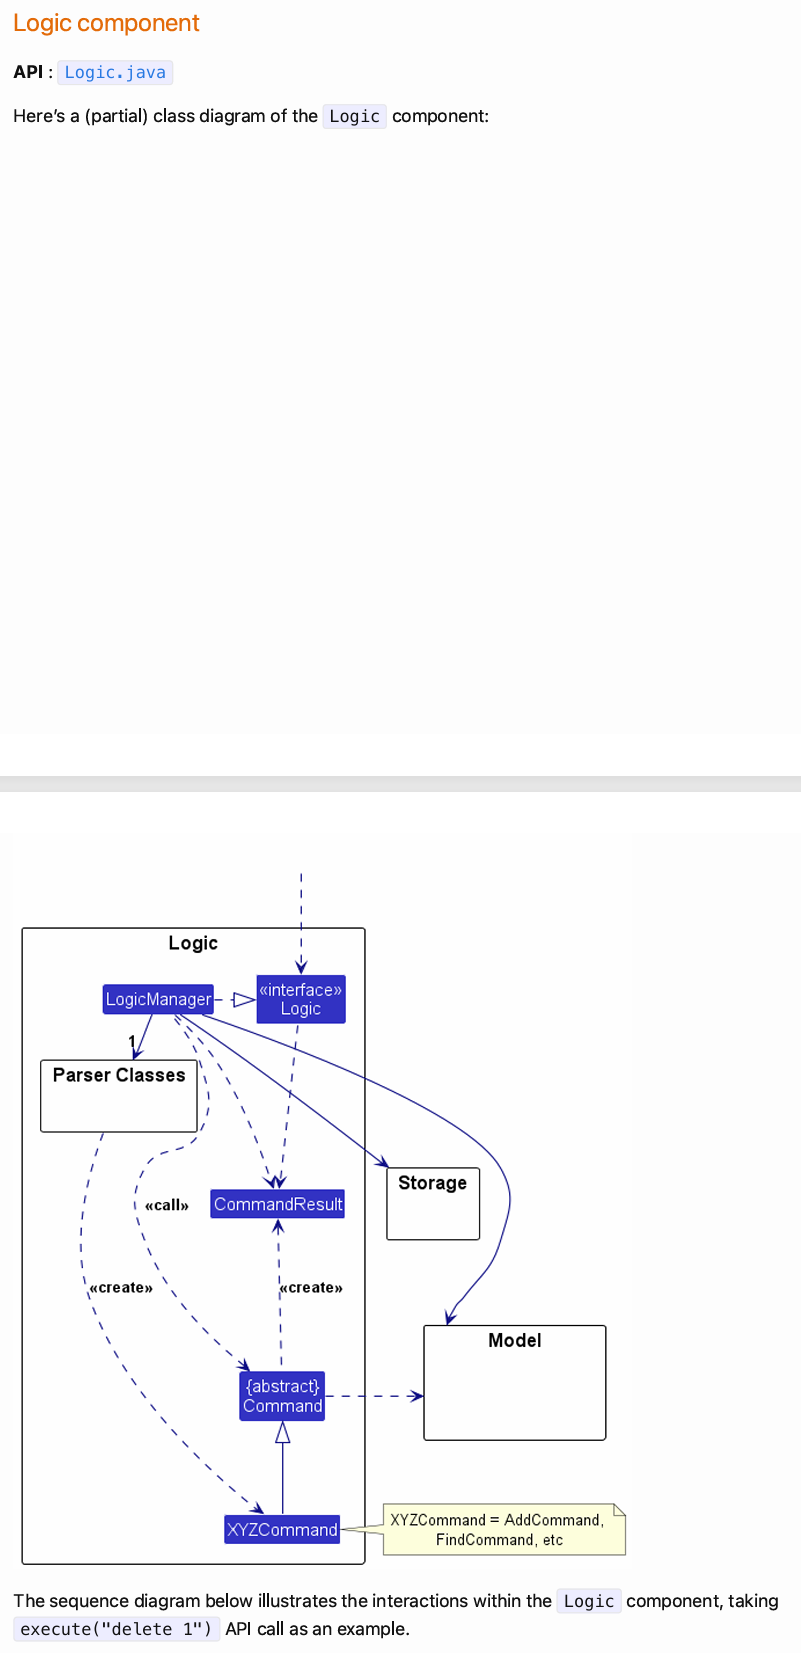 Logic component
API : Logic.java
Here’s a (partial) class diagram of the Logic component:
Logic
LogicManager
«interface»
Logic
1
Parser Classes
Storage
«call»
CommandResult
«create»
«create»
Model
{abstract}
Command
XYZCommand
XYZCommand = AddCommand,
FindCommand, etc
The sequence diagram below illustrates the interactions within the Logic component, taking
execute("delete 1") API call as an example.